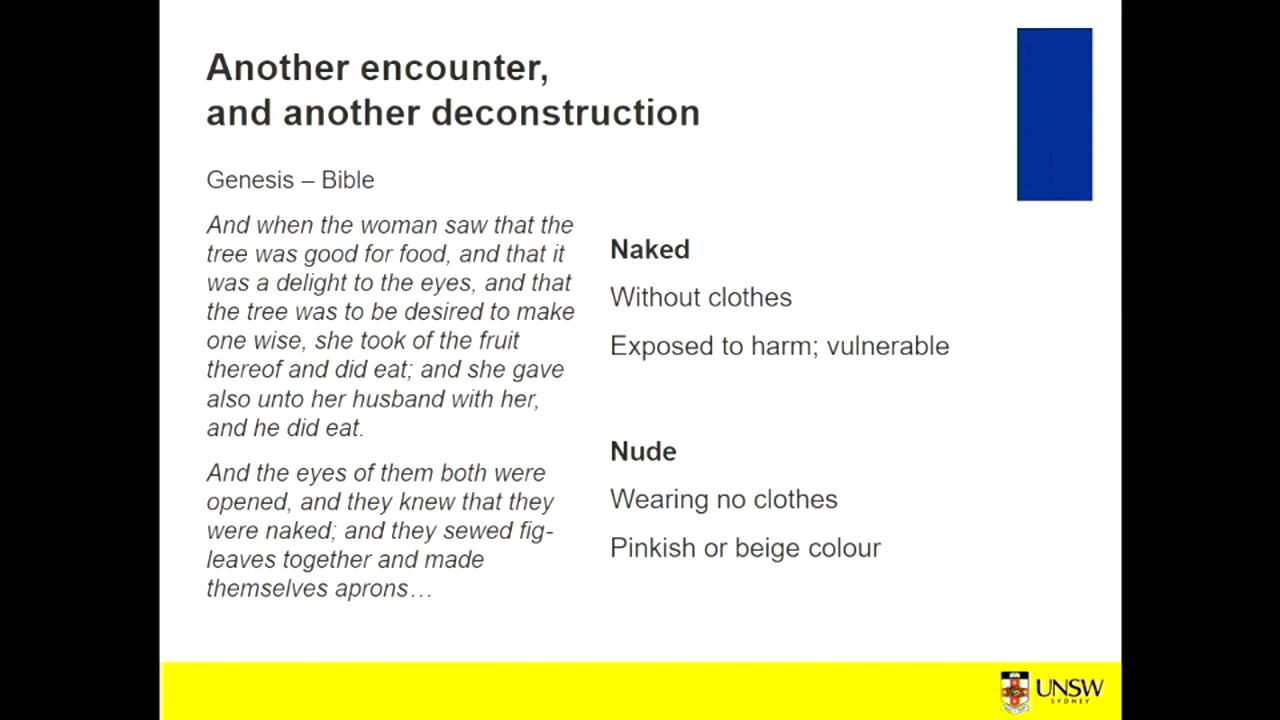 Another encounter,
and another deconstruction
Genesis – Bible
And when the woman saw that the
tree was good for food, and that it
was a delight to the eyes, and that
the tree was to be desired to make
one wise, she took of the fruit
thereof and did eat; and she gave
also unto her husband with her,
and he did eat.
And the eyes of them both were
opened, and they knew that they
were naked; and they sewed fig-
leaves together and made
themselves aprons…
Naked
Without clothes
Exposed to harm; vulnerable
Nude
Wearing no clothes
Pinkish or beige colour
UNSW
SYDNEY